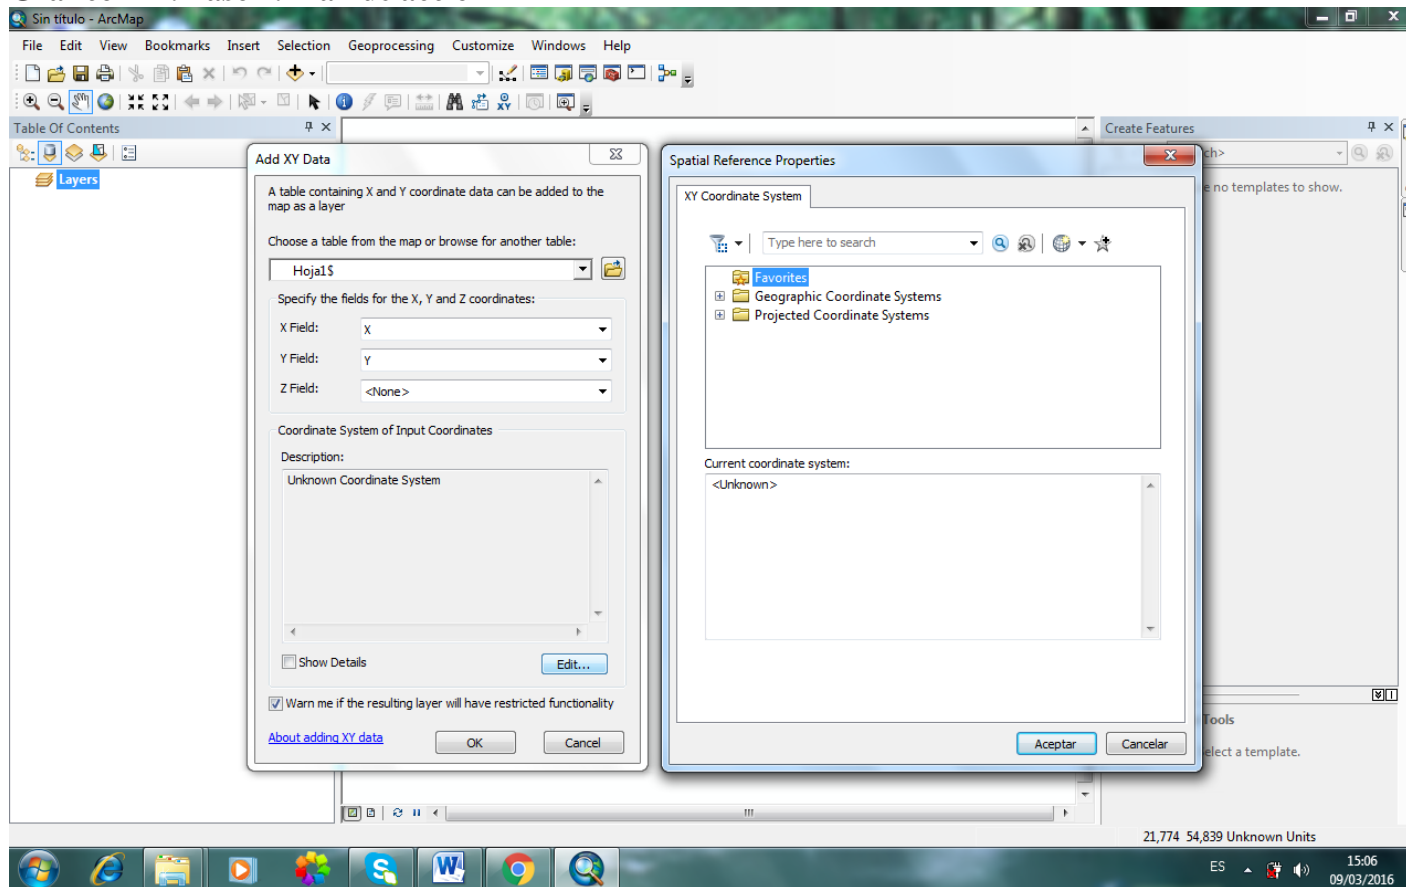 Sin título - ArcMap
File Edit View Bookmarks Insert Selection Geoprocessing Customize Windows Help
Table Of Contents
Layers
Add XY Data
A table containing X and Y coordinate data can be added to the
map as a layer
Choose a table from the map or browse for another table:
Hoja1$
Specify the fields for the X, Y and Z coordinates:
X Field: X
Y Field: Y
Z Field: <None>
Coordinate System of Input Coordinates
Description:
Unknown Coordinate System
Show Details
Edit...
Warn me if the resulting layer will have restricted functionality
About adding XY data
OK Cancel
Spatial Reference Properties
XY Coordinate System
Type here to search
Favorites
Geographic Coordinate Systems
Projected Coordinate Systems
Current coordinate system:
<Unknown>
Aceptar Cancelar
Create Features
ch>
e no templates to show.
Tools
elect a template.
21,774 54,839 Unknown Units
ES
15:06
09/03/2016